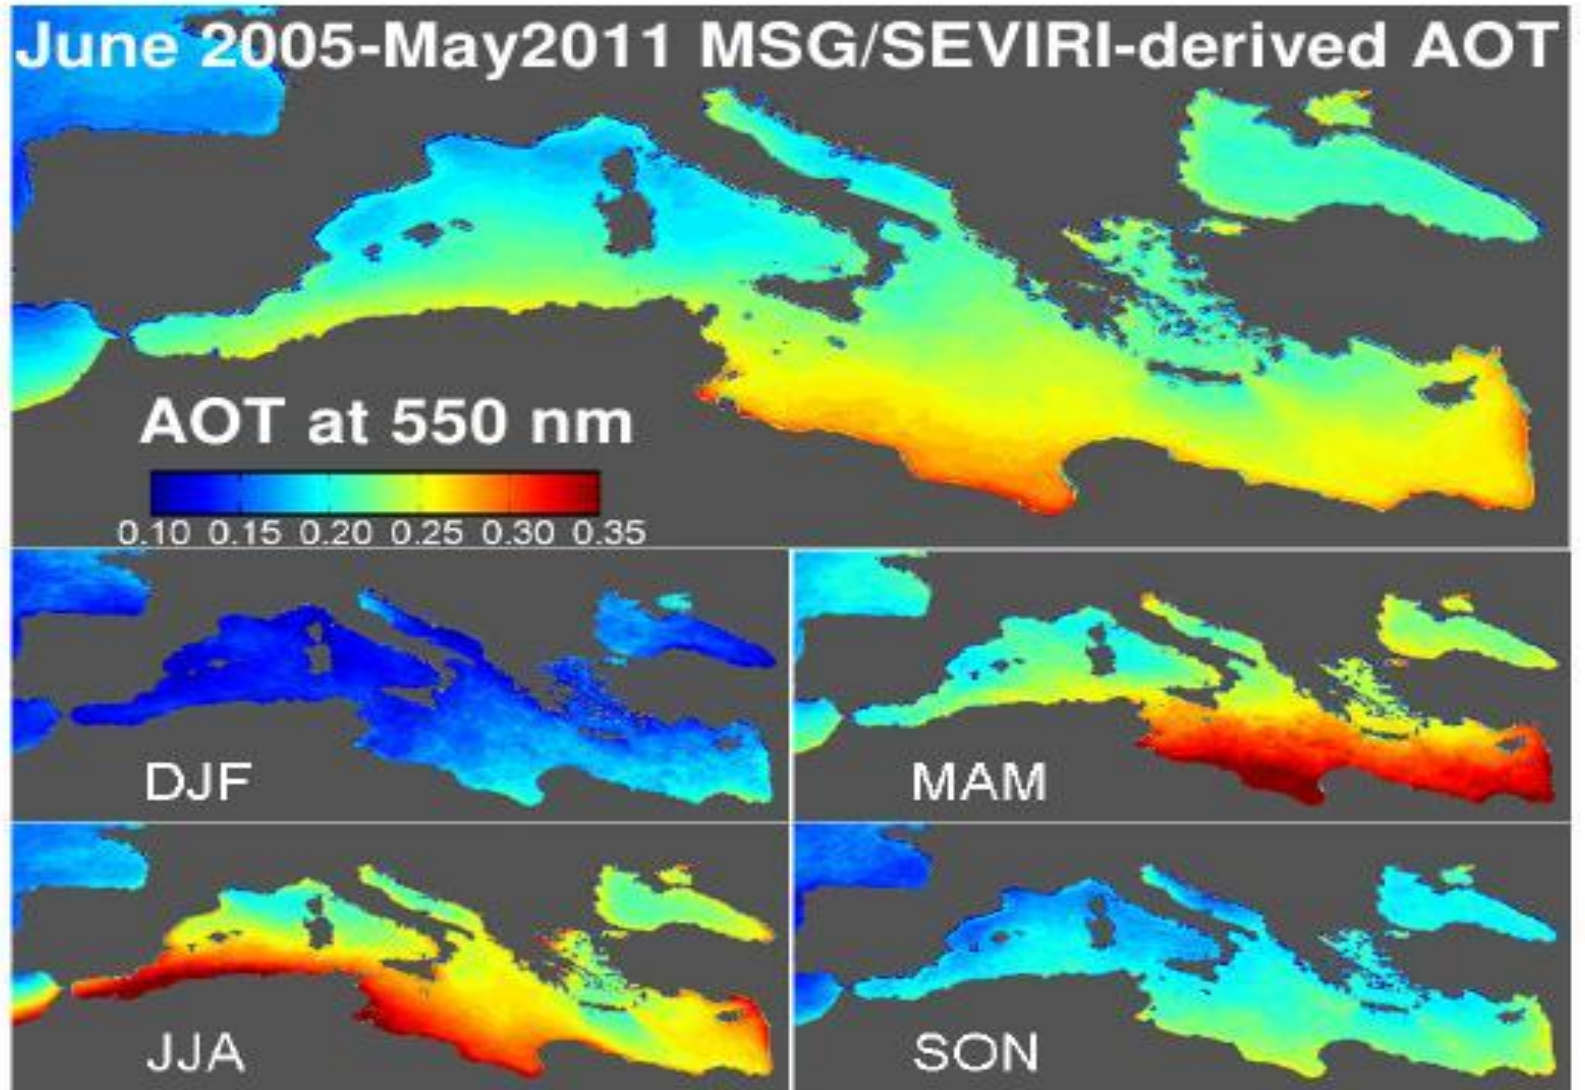 June 2005-May2011 MSG/SEVIRI-derived AOT
AOT at 550 nm
0.10 0.15 0.20 0.25 0.30 0.35
DJF
MAM
JJA
SON